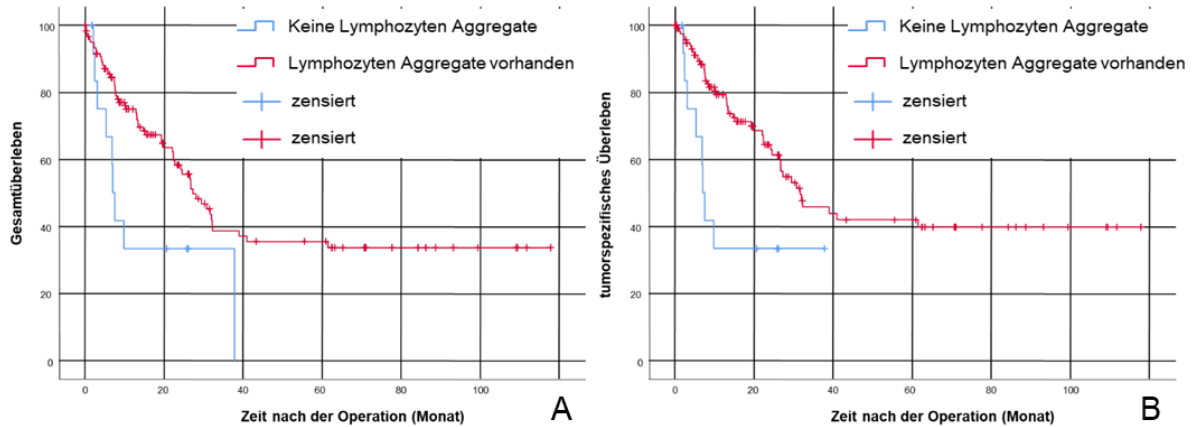 Keine Lymphozyten Aggregate
Lymphozyten Aggregate vorhanden
zensiert
zensiert
Gesamtüberleben
100
80
60
40
20
0
0 20 40 60 80 100
Zeit nach der Operation (Monat)
A
Keine Lymphozyten Aggregate
Lymphozyten Aggregate vorhanden
zensiert
zensiert
tumorspezifisches Überleben
100
80
60
40
20
0
0 20 40 60 80 100
Zeit nach der Operation (Monat)
B